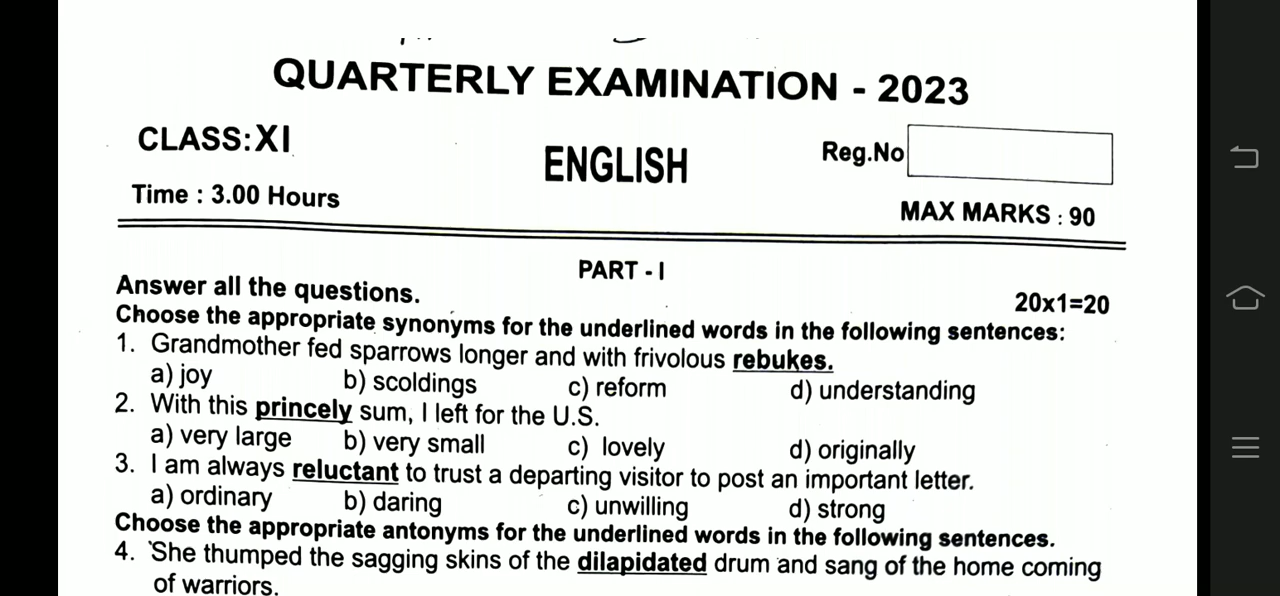 QUARTERLY EXAMINATION - 2023
CLASS: XI
ENGLISH
Reg.No
Time : 3.00 Hours
MAX MARKS : 90
PART - I
Answer all the questions.
20x1=20
Choose the appropriate synonyms for the underlined words in the following sentences:
1. Grandmother fed sparrows longer and with frivolous rebukes.
a) joy b) scoldings c) reform d) understanding
2. With this princely sum, I left for the U.S.
a) very large b) very small c) lovely d) originally
3. I am always reluctant to trust a departing visitor to post an important letter.
a) ordinary b) daring c) unwilling d) strong
Choose the appropriate antonyms for the underlined words in the following sentences.
4. She thumped the sagging skins of the dilapidated drum and sang of the home coming
of warriors.